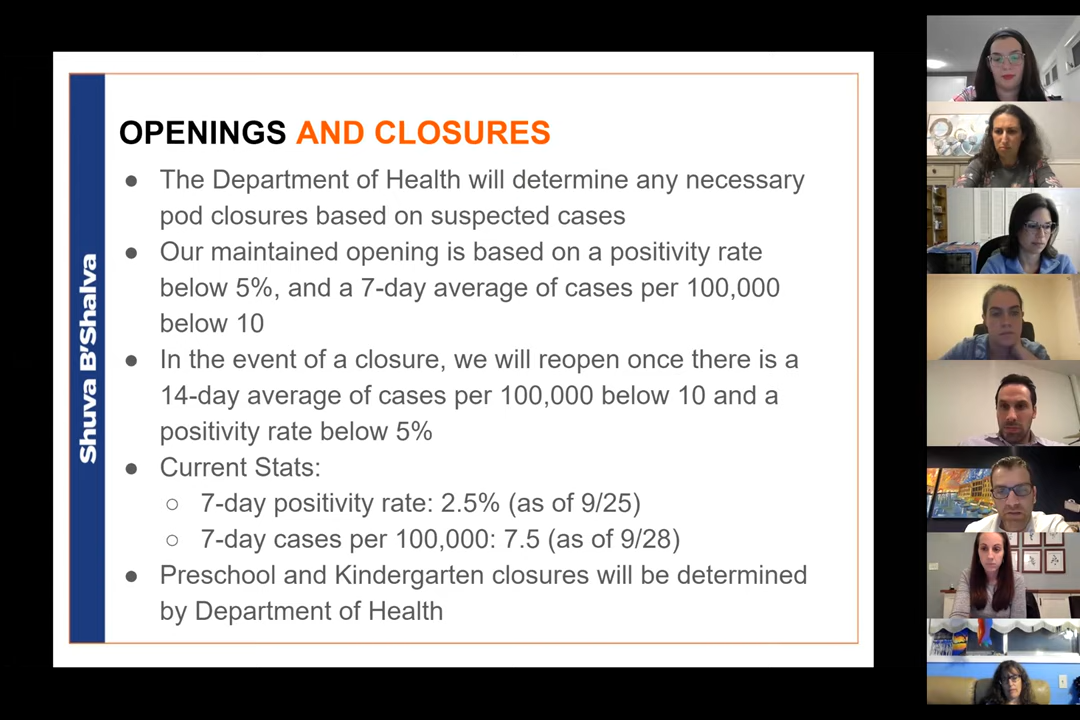 Shuva B'Shalva
OPENINGS AND CLOSURES
● The Department of Health will determine any necessary
pod closures based on suspected cases
● Our maintained opening is based on a positivity rate
below 5%, and a 7-day average of cases per 100,000
below 10
● In the event of a closure, we will reopen once there is a
14-day average of cases per 100,000 below 10 and a
positivity rate below 5%
● Current Stats:
○ 7-day positivity rate: 2.5% (as of 9/25)
○ 7-day cases per 100,000: 7.5 (as of 9/28)
● Preschool and Kindergarten closures will be determined
by Department of Health